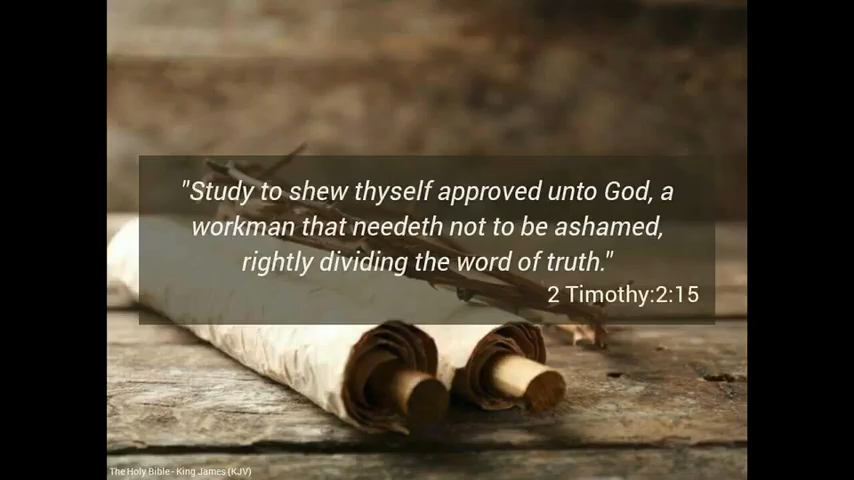 "Study to shew thyself approved unto God, a
workman that needeth not to be ashamed,
rightly dividing the word of truth."
2 Timothy:2:15
The Holy Bible - King James (KJV)